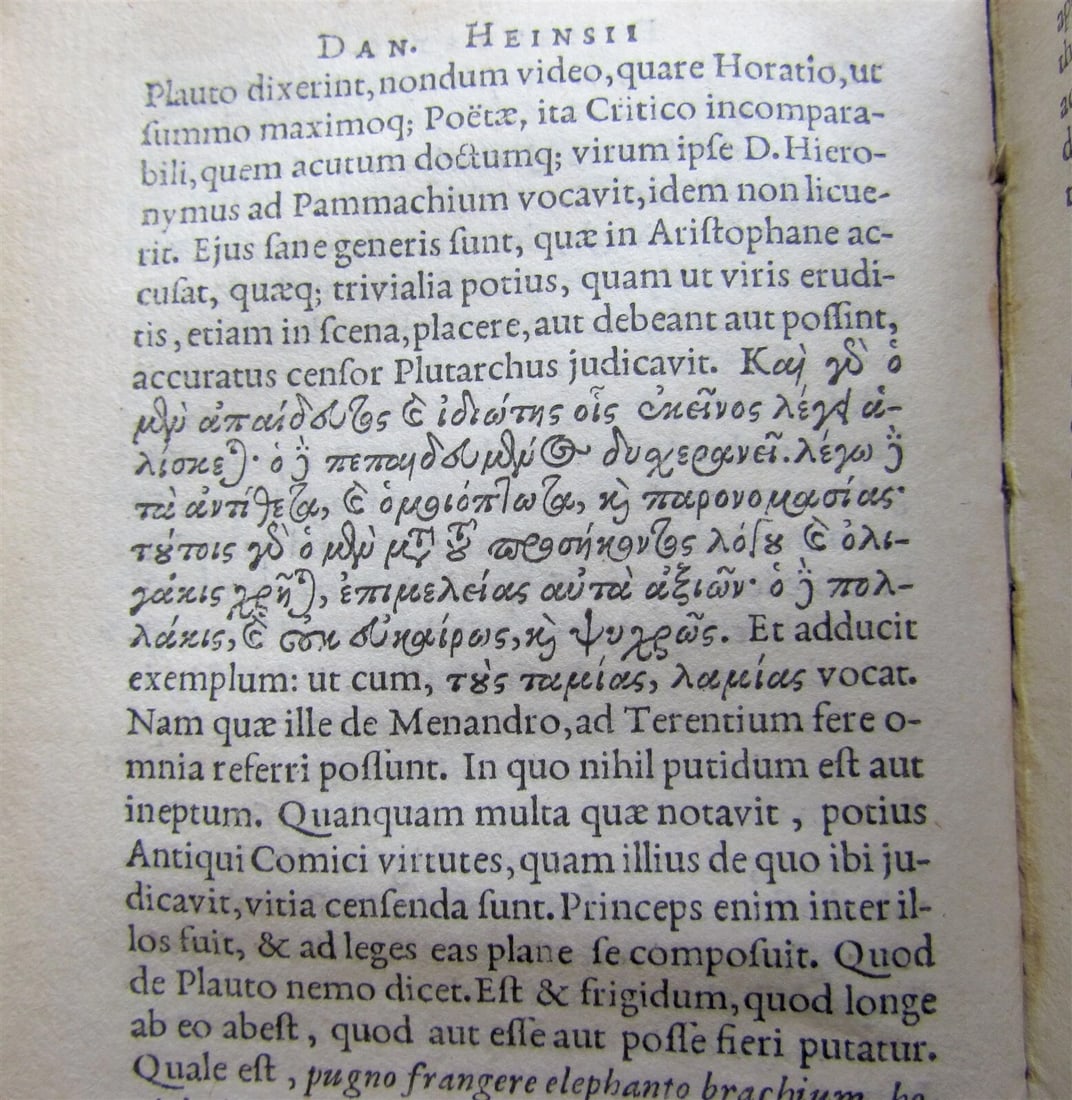 DAN. HEINSII
Plauto dixerint, nondum video, quare Horatio, ut
ſummo maximoq; Poëtæ, ita Critico incompara-
bili, quem acutum doctumq; virum ipſe D. Hiero-
nymus ad Pammachium vocavit, idem non licue-
rit. Ejus ſane generis ſunt, quæ in Ariſtophane ac-
cuſat, quæq; trivialia potius, quam ut viris erudi-
tis, etiam in ſcena, placere, aut debeant aut poſſint,
accuratus cenſor Plutarchus judicavit. Καὶ γὸ ὁ
μὲν ἀπαίδευτος καὶ ἰδιώτης οἷς ἐκεῖνος λέγει ἁ-
λίσκεται· ὁ δὲ πεπαιδευμένος δυχερανεῖ. λέγω δὲ
τὰ ἀντίθετα, καὶ ὁμοιόπτωτα, καὶ παρονομασίας·
τούτοις γὸ ὁ μὲν μετὰ τοῦ προσήκοντος λόγου καὶ ὀλι-
γάκις χρῆται, ἐπιμελείας αὐτὰ ἀξιῶν· ὁ δὲ πολ-
λάκις, καὶ οὐκ εὐκαίρως, καὶ ψυχρῶς. Et adducit
exemplum: ut cum, τοὺς ταμίας, λαμίας vocat.
Nam quæ ille de Menandro, ad Terentium fere o-
mnia referri poſſunt. In quo nihil putidum eſt aut
ineptum. Quanquam multa quæ notavit, potius
Antiqui Comici virtutes, quam illius de quo ibi ju-
dicavit, vitia cenſenda ſunt. Princeps enim inter il-
los fuit, & ad leges eas plane ſe compoſuit. Quod
de Plauto nemo dicet. Eſt & frigidum, quod longe
ab eo abeſt, quod aut eſſe aut poſſe fieri putatur.
Quale eſt, pugno frangere elephanto brachium,